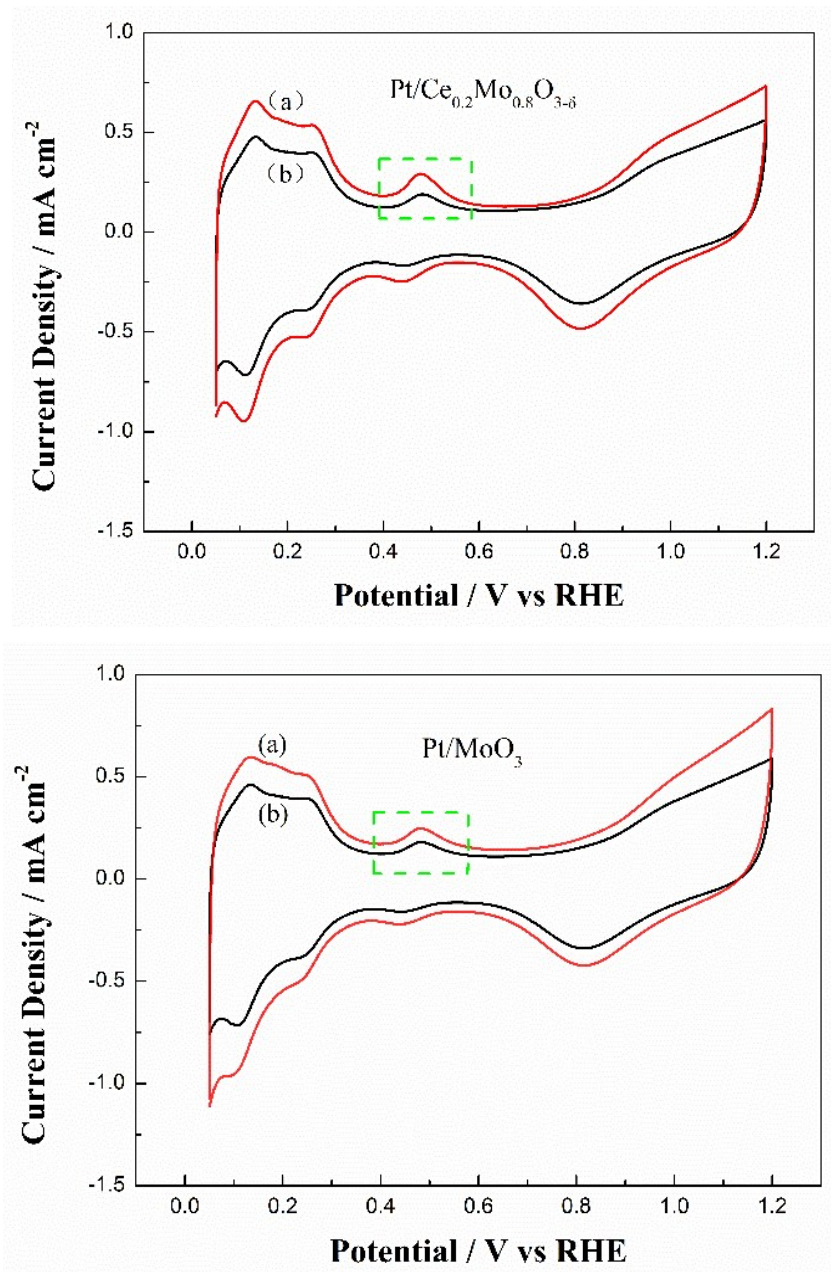 1.0
Pt/Ce0.2Mo0.8O3-δ
(a)
0.5
(b)
0.0
-0.5
-1.0
-1.5
0.0 0.2 0.4 0.6 0.8 1.0 1.2
Current Density / mA cm-2
Potential / V vs RHE
1.0
(a)
Pt/MoO3
0.5
(b)
0.0
-0.5
-1.0
-1.5
0.0 0.2 0.4 0.6 0.8 1.0 1.2
Current Density / mA cm-2
Potential / V vs RHE